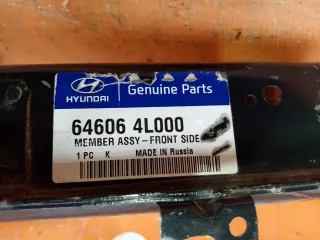 HYUNDAI
Genuine Parts
64606 4L000
MEMBER ASSY-FRONT SIDE
1 PC K MADE IN Russia